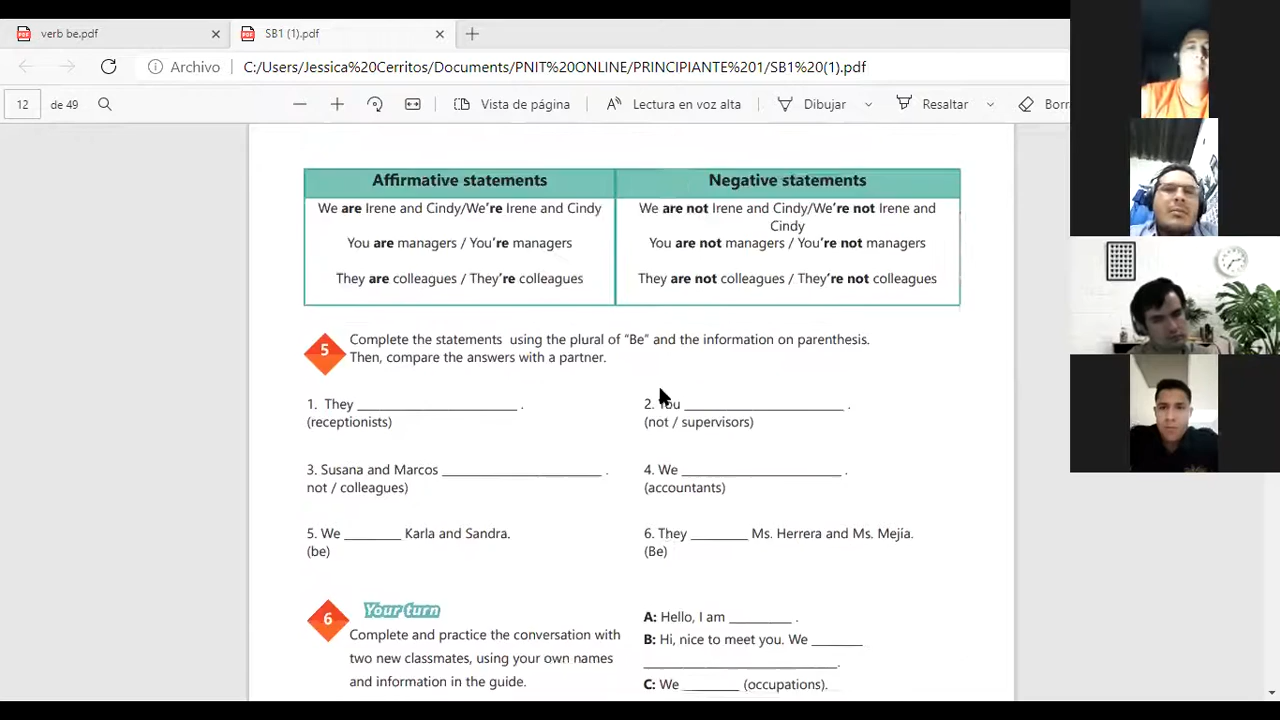 verb be.pdf
SB1 (1).pdf
Archivo
C:/Users/Jessica%20Cerritos/Documents/PNIT%20ONLINE/PRINCIPIANTE%201/SB1%20(1).pdf
12 de 49
Vista de página
Lectura en voz alta
Dibujar
Resaltar
Borr
Affirmative statements
We are Irene and Cindy/We're Irene and Cindy
You are managers / You're managers
They are colleagues / They're colleagues
Negative statements
We are not Irene and Cindy/We're not Irene and
Cindy
You are not managers / You're not managers
They are not colleagues / They're not colleagues
5
Complete the statements using the plural of "Be" and the information on parenthesis.
Then, compare the answers with a partner.
1. They ____________________ .
(receptionists)
2. You ____________________ .
(not / supervisors)
3. Susana and Marcos ____________________ .
not / colleagues)
4. We ____________________ .
(accountants)
5. We _______ Karla and Sandra.
(be)
6. They _______ Ms. Herrera and Ms. Mejía.
(Be)
6
Your turn
Complete and practice the conversation with
two new classmates, using your own names
and information in the guide.
A: Hello, I am ________ .
B: Hi, nice to meet you. We _______
________________________.
C: We _______ (occupations).